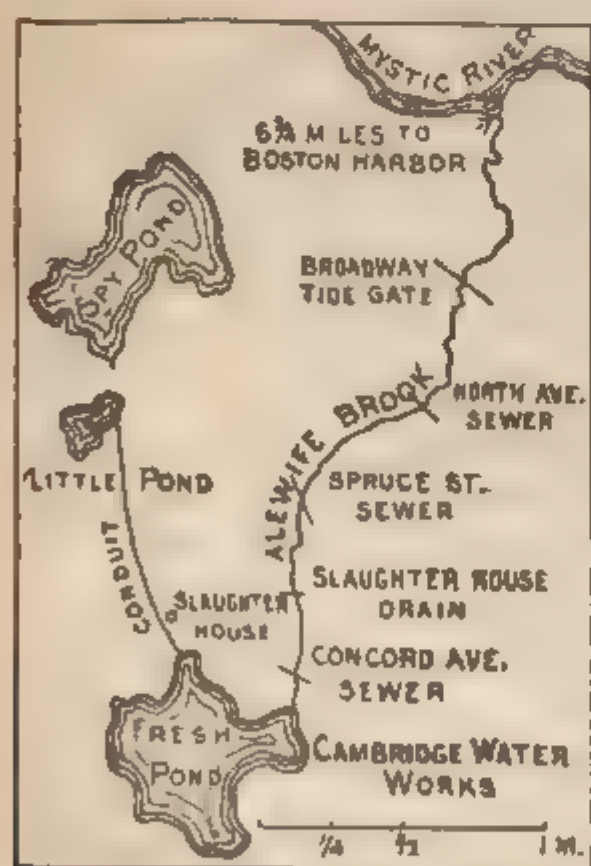 MYSTIC RIVER
6¾ M LES TO
BOSTON HARBOR
SPY POND
BROADWAY
TIDE GATE
ALEWIFE BROOK
NORTH AVE.
SEWER
LITTLE POND
SPRUCE ST.
SEWER
CONDUIT
SLAUGHTER
HOUSE
SLAUGHTER HOUSE
DRAIN
CONCORD AVE.
SEWER
FRESH
POND
CAMBRIDGE WATER
WORKS
¼ ½ 1 M.